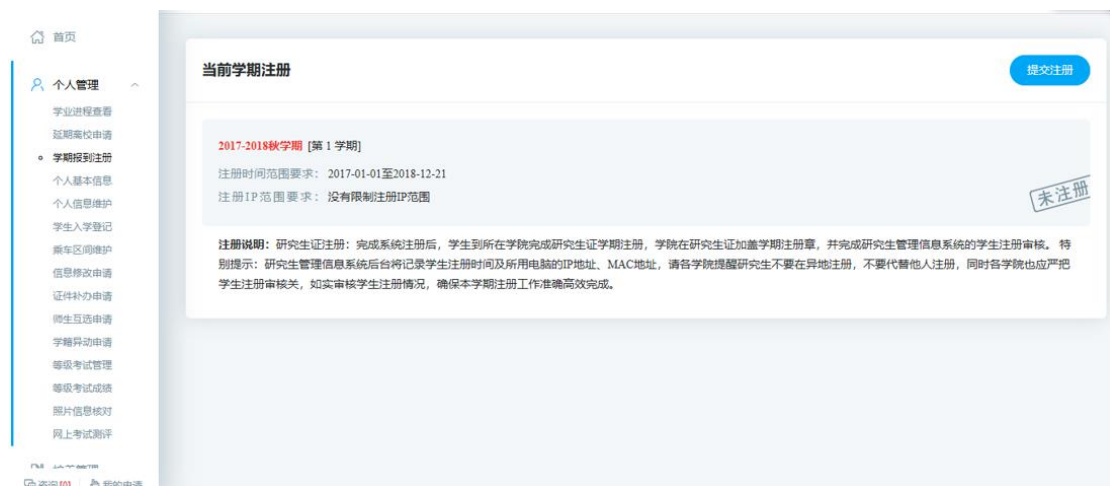 首页
个人管理
学业进程查看
延期离校申请
学期报到注册
个人基本信息
个人信息维护
学生入学登记
乘车区间维护
信息修改申请
证件补办申请
师生互选申请
学籍异动申请
等级考试管理
等级考试成绩
照片信息核对
网上考试测评
我的申请
当前学期注册
提交注册
2017-2018秋学期 [第 1 学期]
注册时间范围要求： 2017-01-01至2018-12-21
注册IP范围要求： 没有限制注册IP范围
未注册
注册说明：研究生证注册：完成系统注册后，学生到所在学院完成研究生证学期注册，学院在研究生证加盖学期注册章，并完成研究生管理信息系统的学生注册审核。 特
别提示：研究生管理信息系统后台将记录学生注册时间及所用电脑的IP地址、MAC地址，请各学院提醒研究生不要在异地注册，不要代替他人注册，同时各学院也应严把
学生注册审核关，如实审核学生注册情况，确保本学期注册工作准确高效完成。